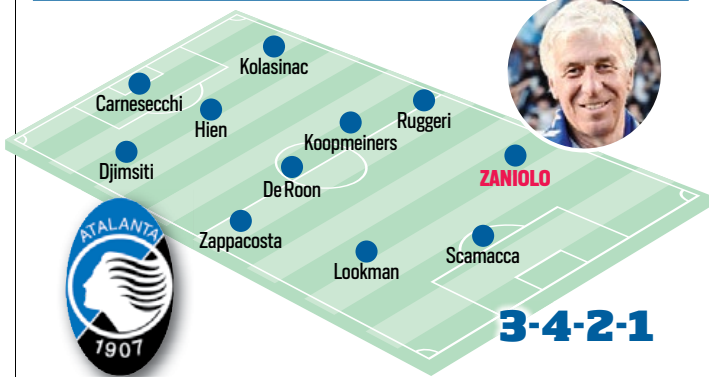 Kolasinac
Carnesecchi
Hien
Ruggeri
Koopmeiners
Djimsiti
De Roon
ZANIOLO
Zappacosta
Scamacca
Lookman
ATALANTA
1907
3-4-2-1